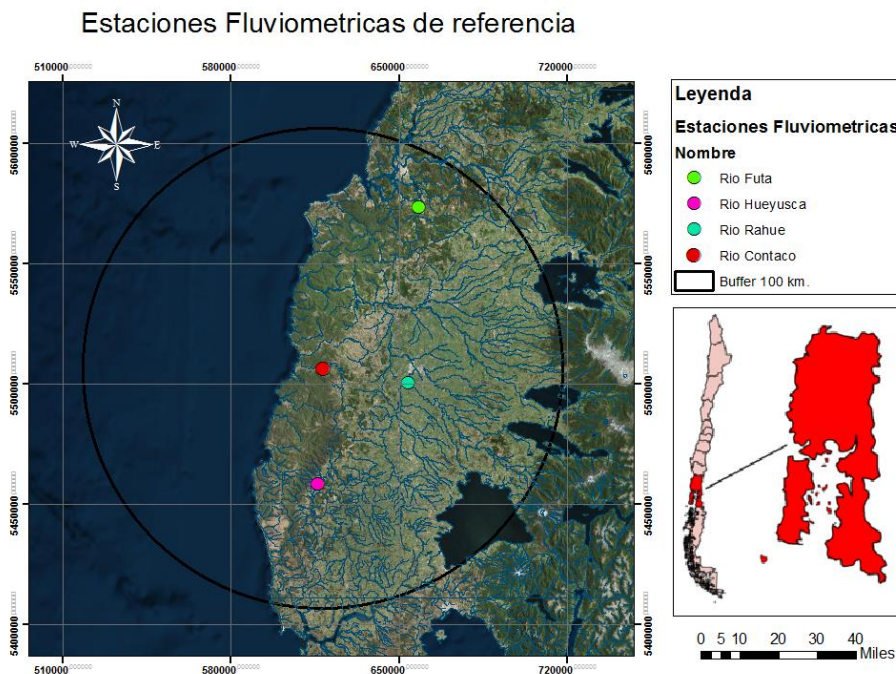 Estaciones Fluviometricas de referencia
510000 580000 650000 720000
N
W E
S
5600000 5600000
5550000 5550000
5500000 5500000
5450000 5450000
5400000 5400000
510000 580000 650000 720000
Leyenda
Estaciones Fluviometricas
Nombre
Rio Futa
Rio Hueyusca
Rio Rahue
Rio Contaco
Buffer 100 km.
0 5 10 20 30 40
Miles